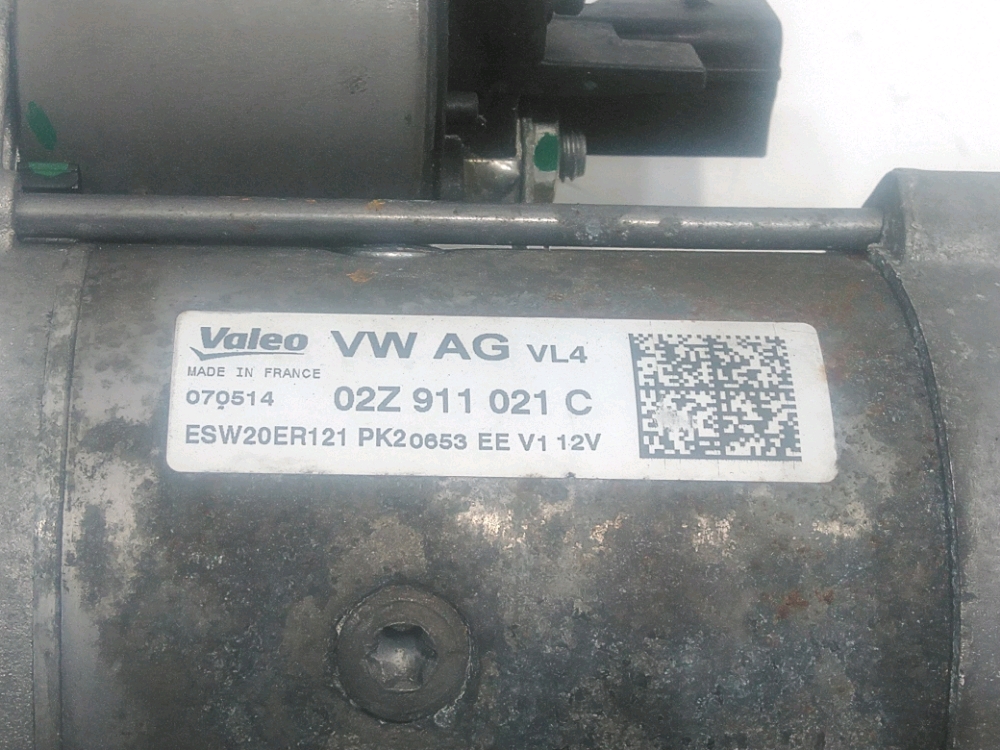 Valeo VW AG VL4
MADE IN FRANCE
070514 02Z 911 021 C
ESW20ER121 PK20653 EE V1 12V